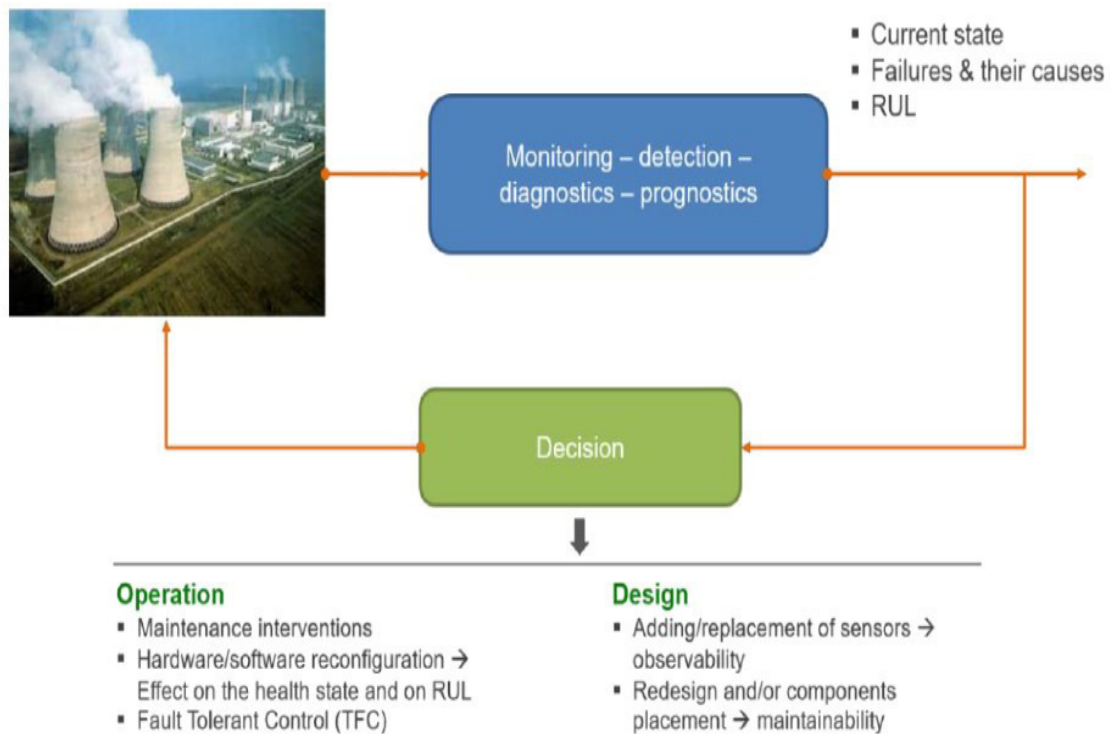 ▪ Current state
▪ Failures & their causes
▪ RUL
Monitoring – detection –
diagnostics – prognostics
Decision
Operation
▪ Maintenance interventions
▪ Hardware/software reconfiguration →
Effect on the health state and on RUL
▪ Fault Tolerant Control (TFC)
Design
▪ Adding/replacement of sensors →
observability
▪ Redesign and/or components
placement → maintainability